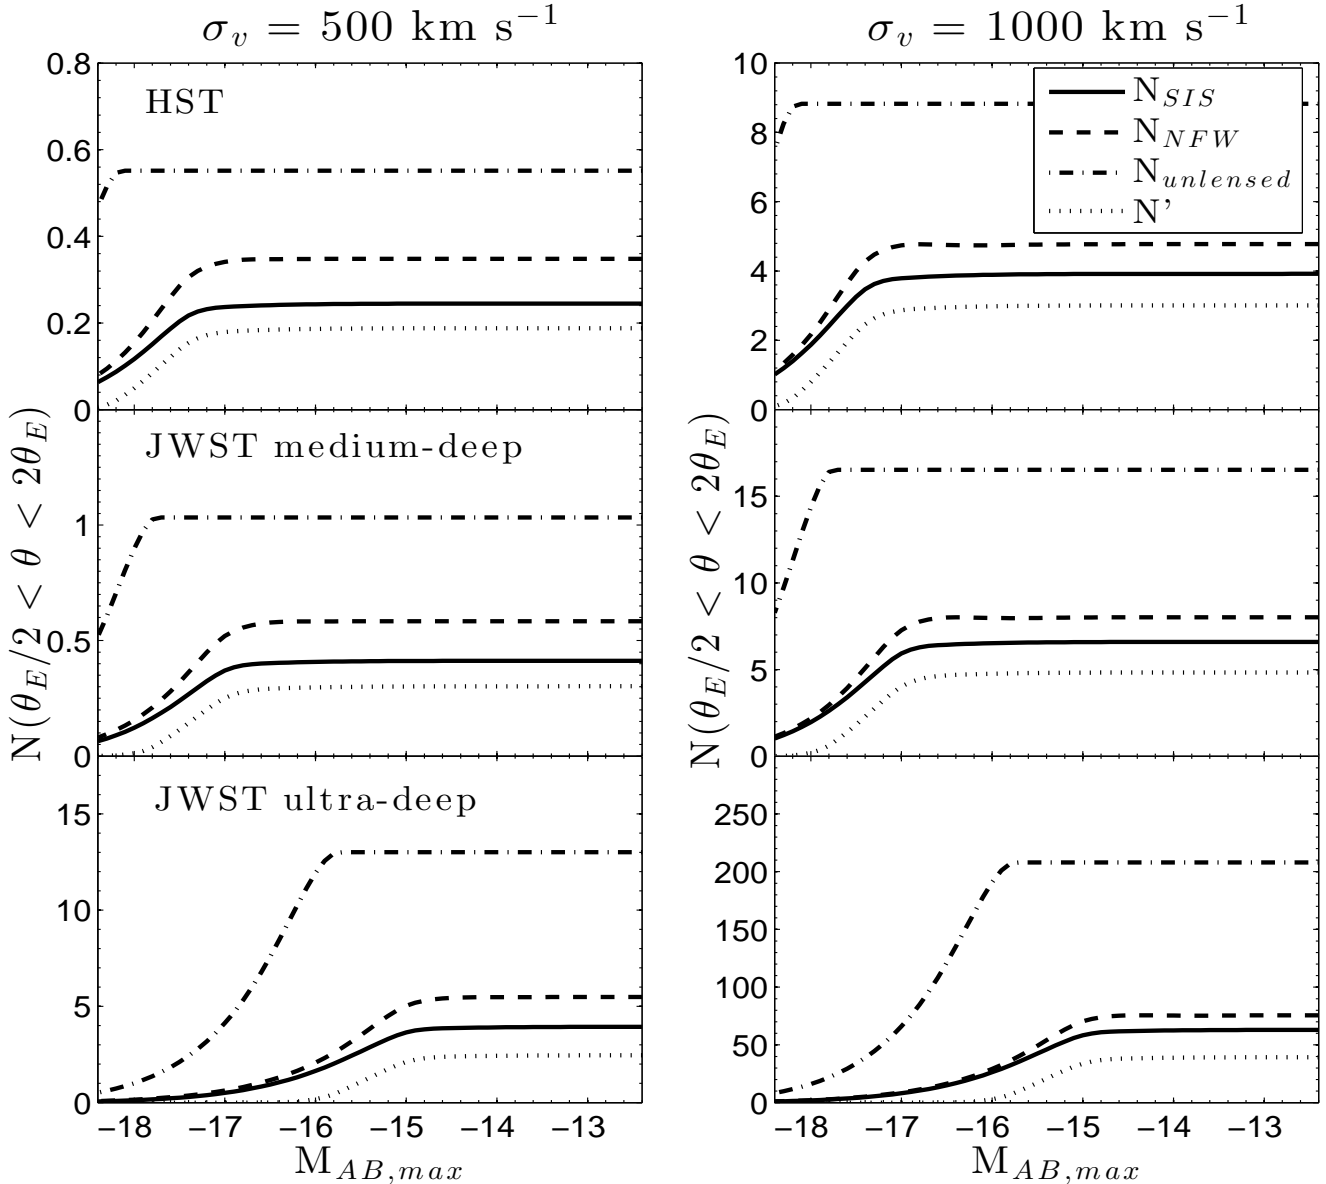 σ_v = 500 km s⁻¹
σ_v = 1000 km s⁻¹
HST
0.8
0.6
0.4
0.2
0
10
8
6
4
2
0
N_SIS
N_NFW
N_unlensed
N'
JWST medium-deep
1
0.5
0
15
10
5
0
N(θ_E/2 < θ < 2θ_E)
N(θ_E/2 < θ < 2θ_E)
JWST ultra-deep
15
10
5
0
250
200
150
100
50
0
−18 −17 −16 −15 −14 −13
−18 −17 −16 −15 −14 −13
M_AB,max
M_AB,max